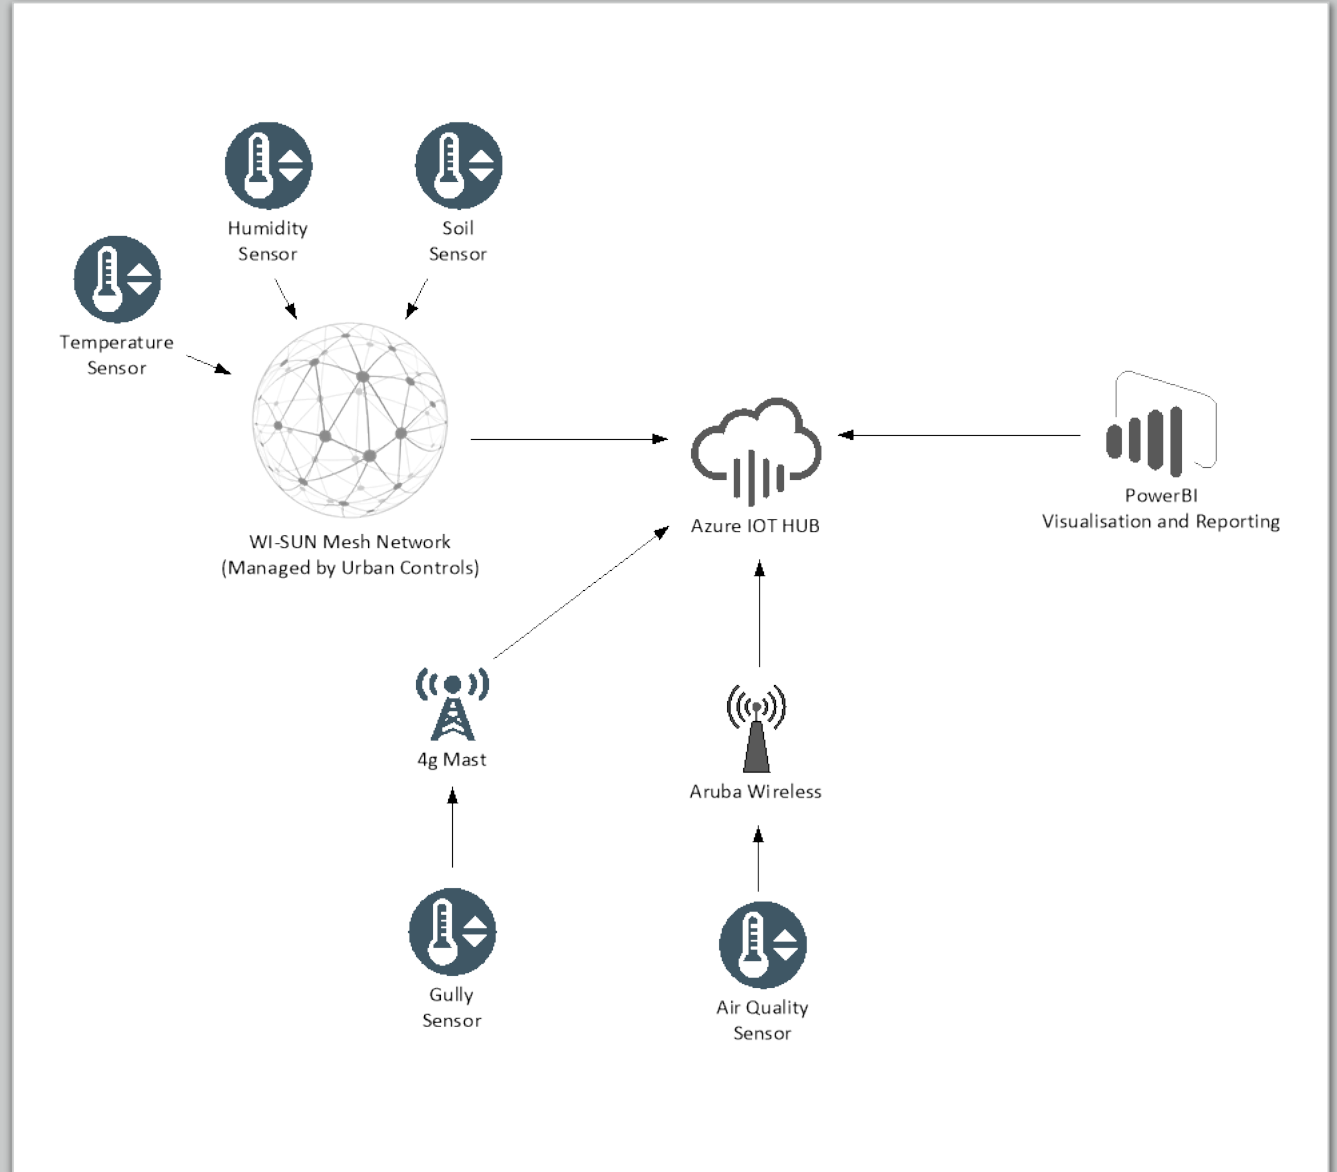 Humidity
Sensor
Soil
Sensor
Temperature
Sensor
WI-SUN Mesh Network
(Managed by Urban Controls)
Azure IOT HUB
PowerBI
Visualisation and Reporting
4g Mast
Aruba Wireless
Gully
Sensor
Air Quality
Sensor